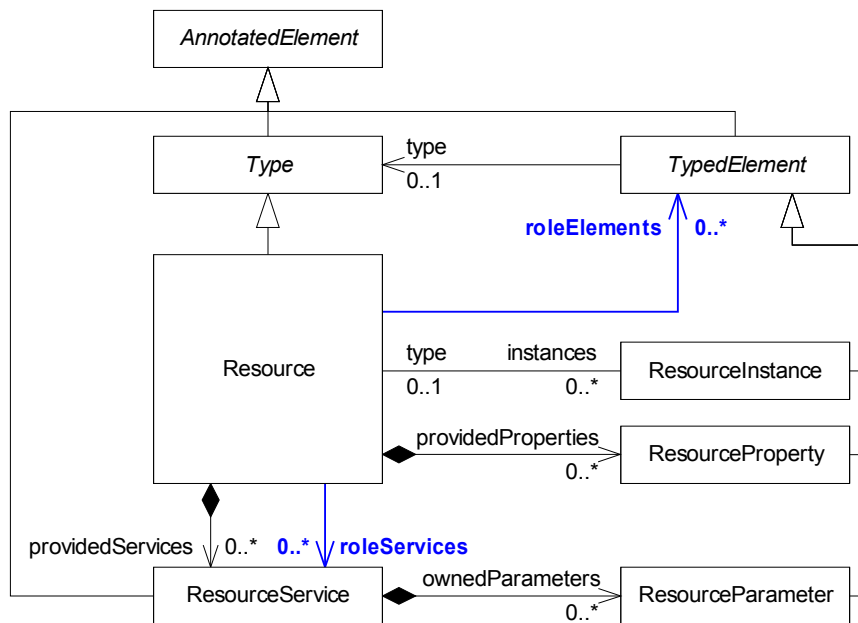 AnnotatedElement
type
Type
0..1
TypedElement
roleElements 0..*
type instances
Resource
0..1 0..*
ResourceInstance
providedProperties
0..*
ResourceProperty
providedServices 0..* 0..* roleServices
ownedParameters
ResourceService
0..*
ResourceParameter